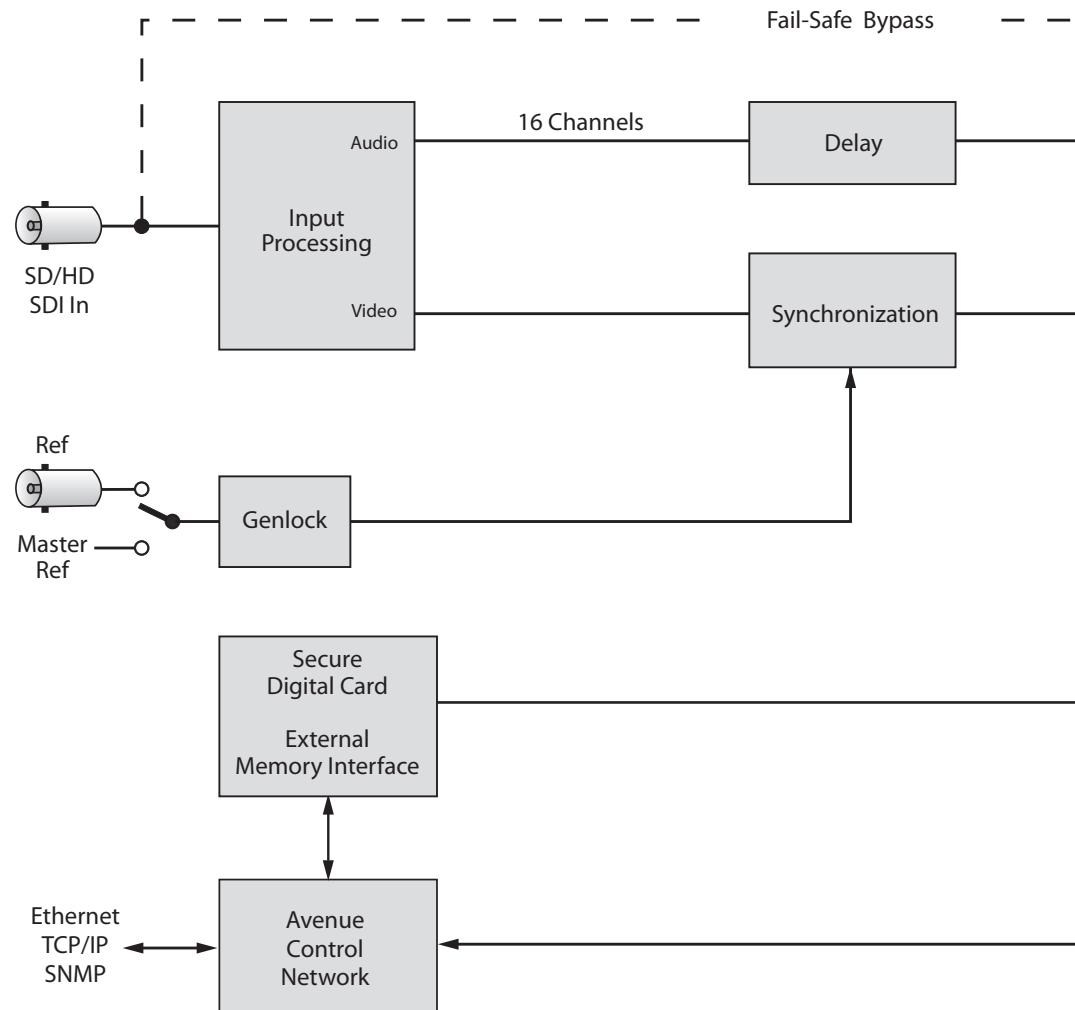 Fail-Safe Bypass
16 Channels
Audio
Delay
Input
Processing
SD/HD
SDI In
Video
Synchronization
Ref
Genlock
Master
Ref
Secure
Digital Card
External
Memory Interface
Ethernet
TCP/IP
SNMP
Avenue
Control
Network